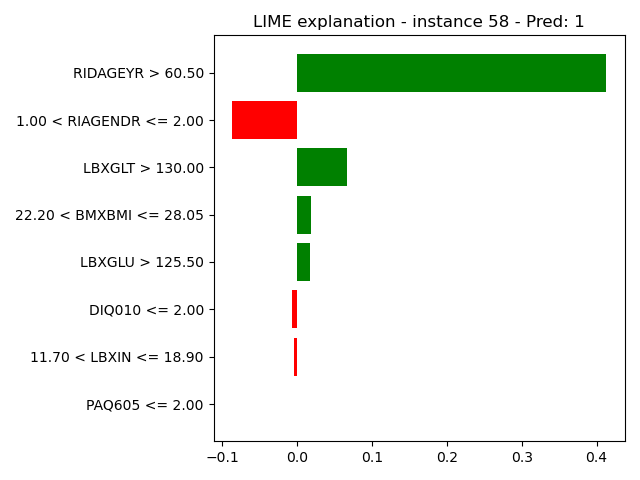 LIME explanation - instance 58 - Pred: 1
RIDAGEYR > 60.50
1.00 < RIAGENDR <= 2.00
LBXGLT > 130.00
22.20 < BMXBMI <= 28.05
LBXGLU > 125.50
DIQ010 <= 2.00
11.70 < LBXIN <= 18.90
PAQ605 <= 2.00
−0.1 0.0 0.1 0.2 0.3 0.4